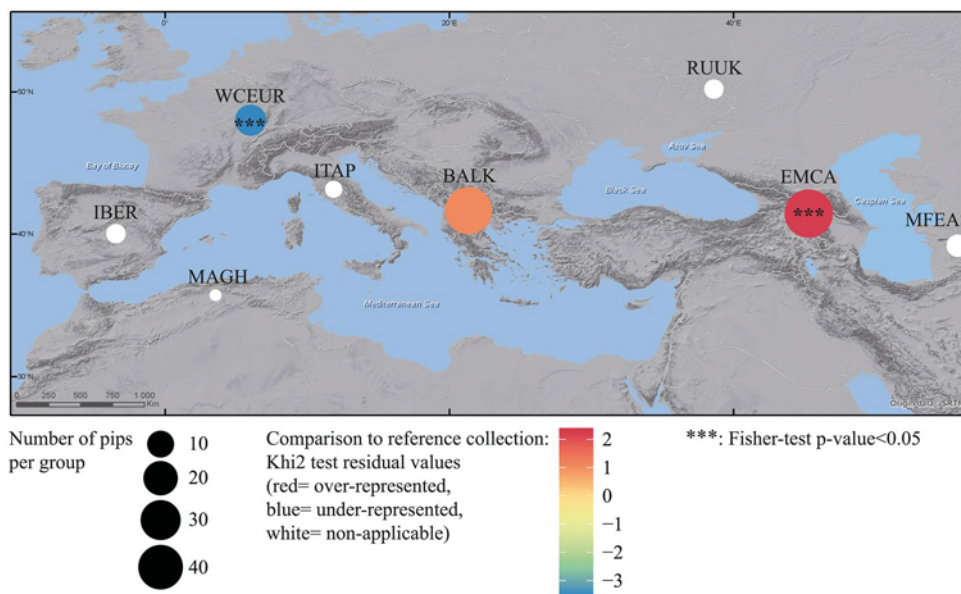 0°
20°E
40°E
50°N
40°N
30°N
RUUK
WCEUR
***
Azov Sea
Bay of Biscay
ITAP
BALK
EMCA
***
Black Sea
Caspian Sea
IBER
MFEA
MAGH
Mediterranean Sea
0 250 500 750 1 000
Km
Number of pips
per group
10
20
30
40
Comparison to reference collection:
Khi2 test residual values
(red= over-represented,
blue= under-represented,
white= non-applicable)
2
1
0
−1
−2
−3
***: Fisher-test p-value<0.05